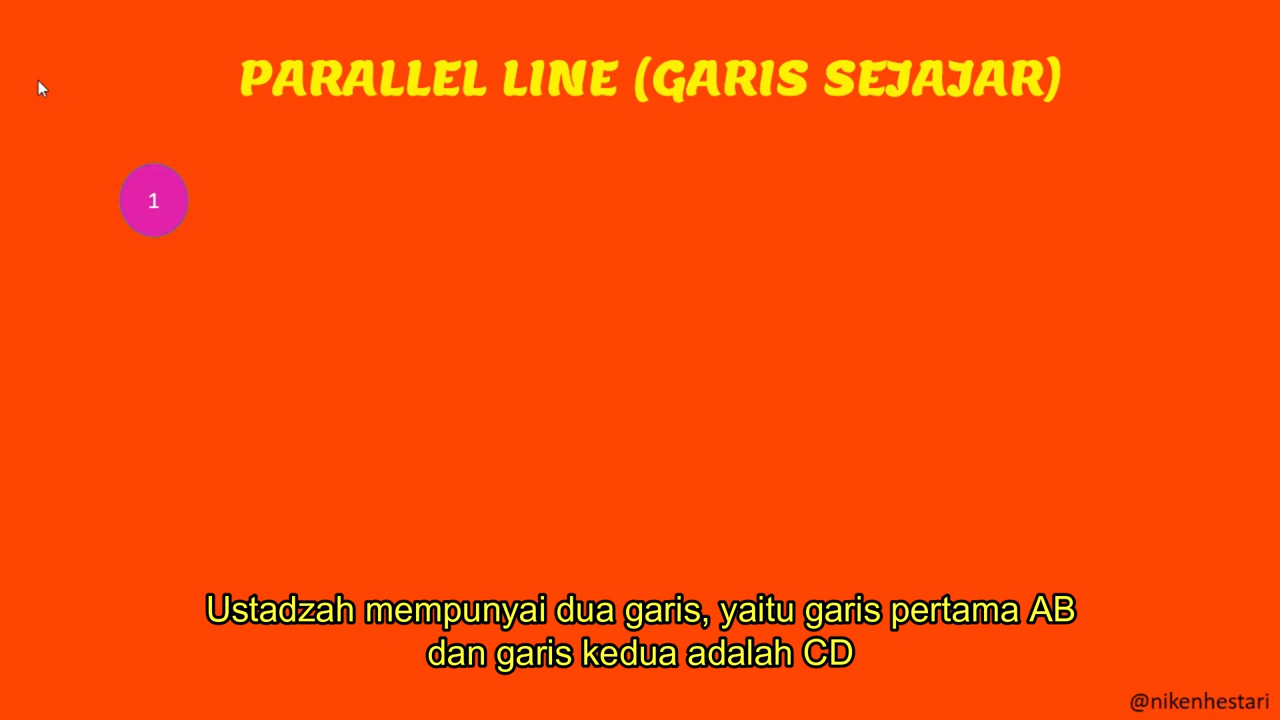 PARALLEL LINE (GARIS SEJAJAR)
1
Ustadzah mempunyai dua garis, yaitu garis pertama AB
dan garis kedua adalah CD
@nikenhestari